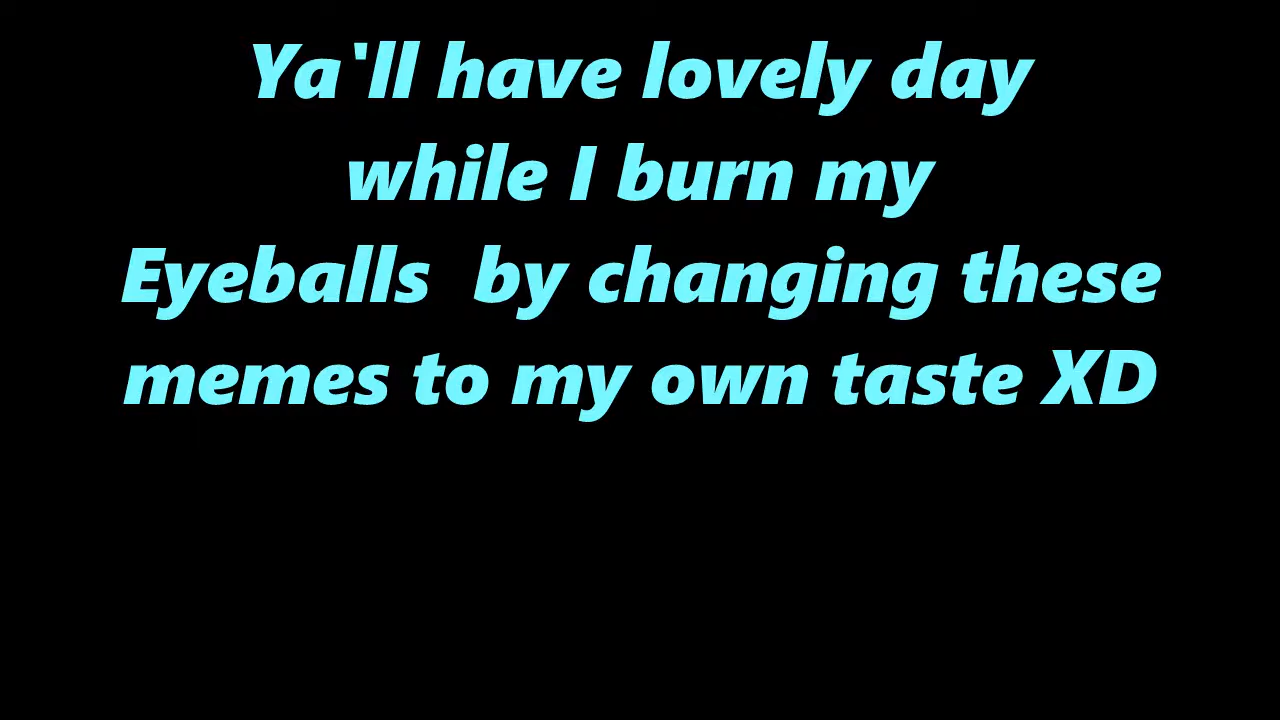 Ya'll have lovely day
while I burn my
Eyeballs  by changing these
memes to my own taste XD